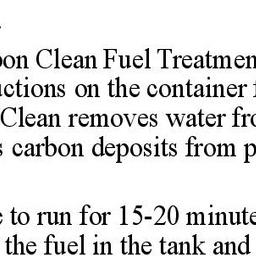 oon Clean Fuel Treatmen
uctions on the container f
Clean removes water fro
s carbon deposits from p
e to run for 15-20 minute
the fuel in the tank and